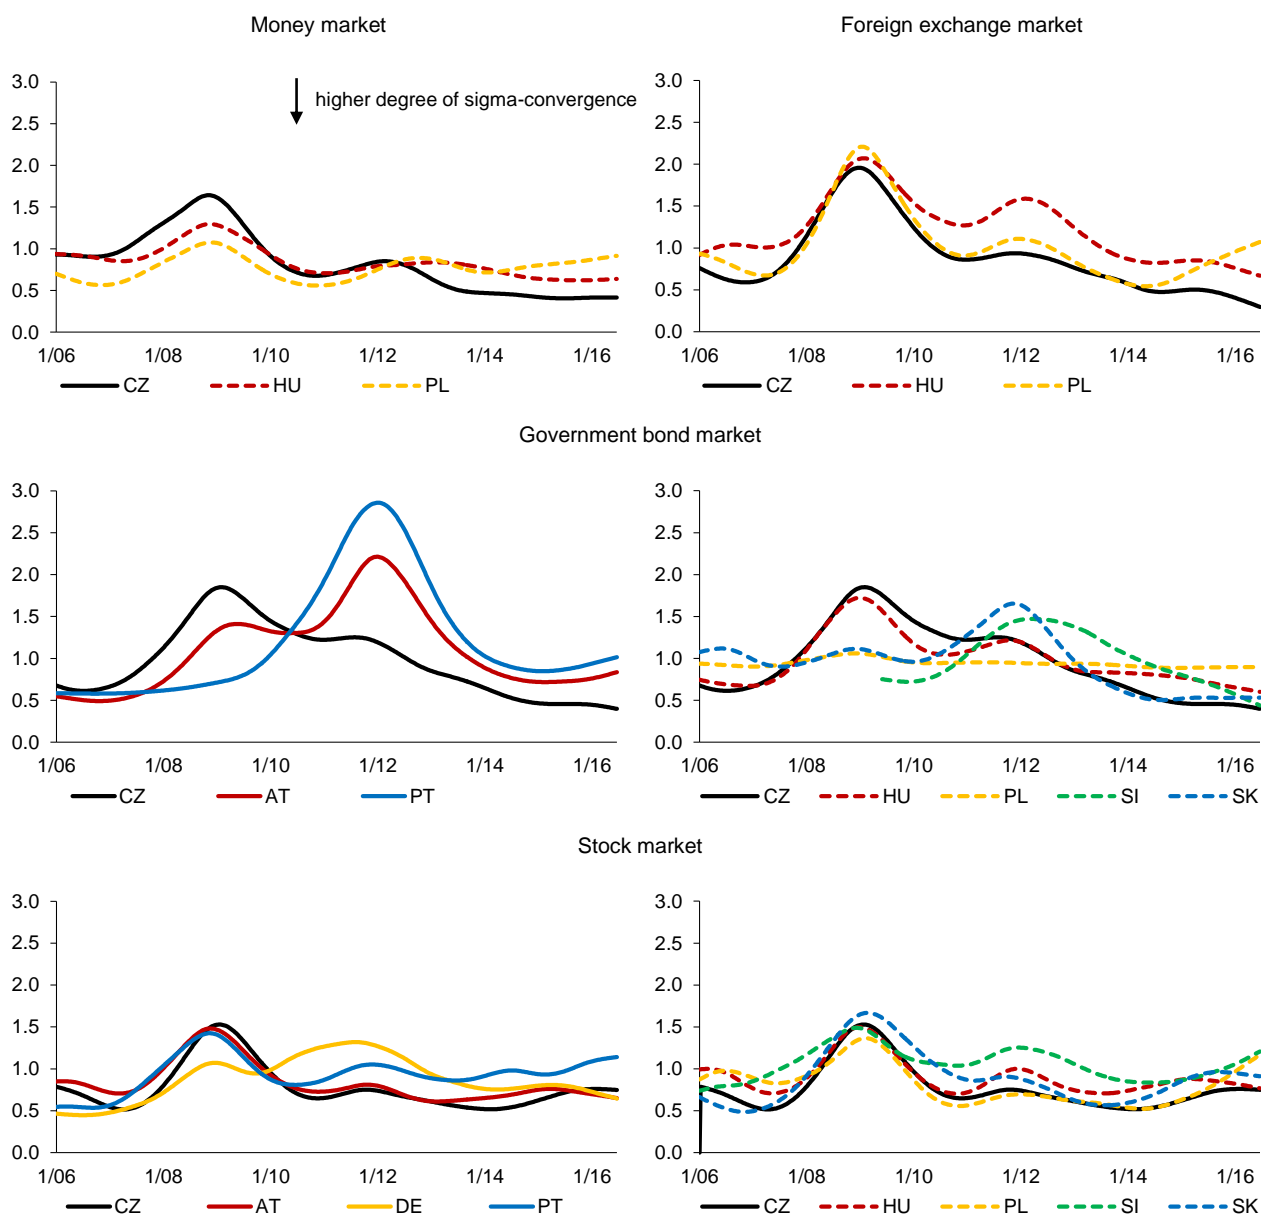 Money market
Foreign exchange market
3.0
2.5
2.0
1.5
1.0
0.5
0.0
higher degree of sigma-convergence
1/06 1/08 1/10 1/12 1/14 1/16
CZ HU PL
3.0
2.5
2.0
1.5
1.0
0.5
0.0
1/06 1/08 1/10 1/12 1/14 1/16
CZ HU PL
Government bond market
3.0
2.5
2.0
1.5
1.0
0.5
0.0
1/06 1/08 1/10 1/12 1/14 1/16
CZ AT PT
3.0
2.5
2.0
1.5
1.0
0.5
0.0
1/06 1/08 1/10 1/12 1/14 1/16
CZ HU PL SI SK
Stock market
3.0
2.5
2.0
1.5
1.0
0.5
0.0
1/06 1/08 1/10 1/12 1/14 1/16
CZ AT DE PT
3.0
2.5
2.0
1.5
1.0
0.5
0.0
1/06 1/08 1/10 1/12 1/14 1/16
CZ HU PL SI SK